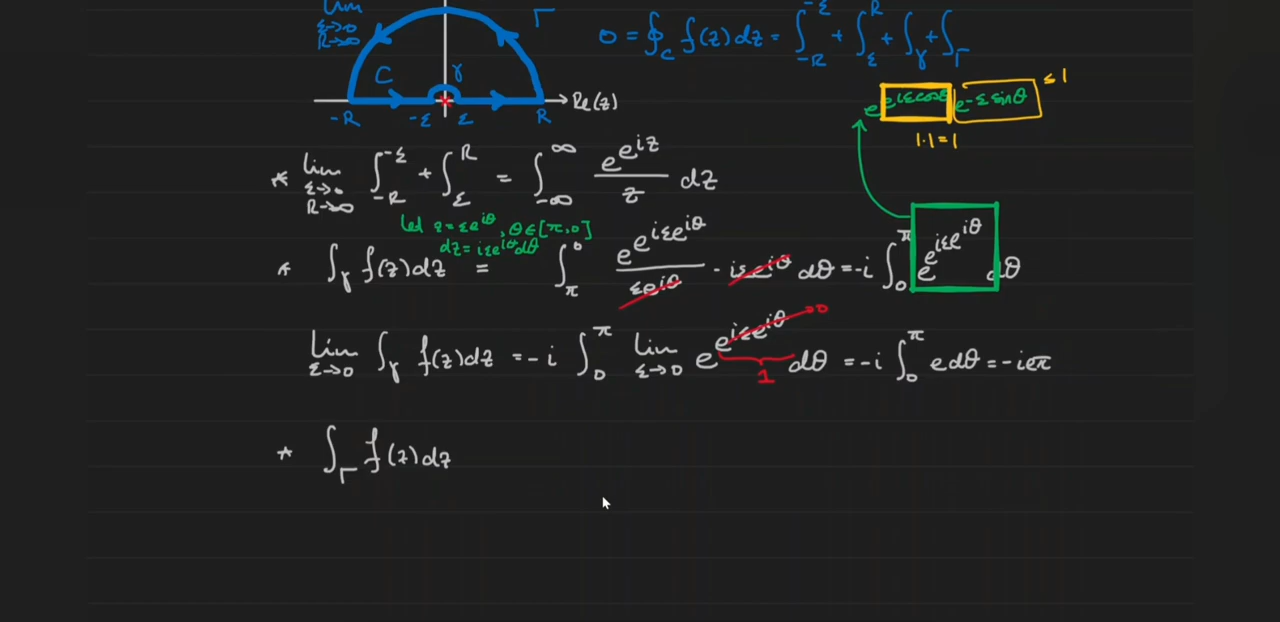 lim
ε→0
R→∞
Γ
C
γ
-R -ε ε R Re(z)
0 = ∮_C f(z) dz = ∫_{-R}^{-ε} + ∫_ε^R + ∫_γ + ∫_Γ
e^{e^{iεcosθ} e^{-ε sinθ}} ≤ 1
1·1=1
* lim_{ε→0, R→∞} ∫_{-R}^{-ε} + ∫_ε^R = ∫_{-∞}^{∞} e^{e^{iz}}/z dz
let z=εe^{iθ}, θ∈[π,0]
dz=iεe^{iθ}dθ
* ∫_γ f(z)dz = ∫_π^0 e^{e^{iεe^{iθ}}}/εe^{iθ} · iεe^{iθ} dθ = -i ∫_0^π e^{e^{iεe^{iθ}}} dθ
lim_{ε→0} ∫_γ f(z)dz = -i ∫_0^π lim_{ε→0} e^{e^{iεe^{iθ}}} dθ = -i ∫_0^π e dθ = -ieπ
→0
1
* ∫_Γ f(z)dz